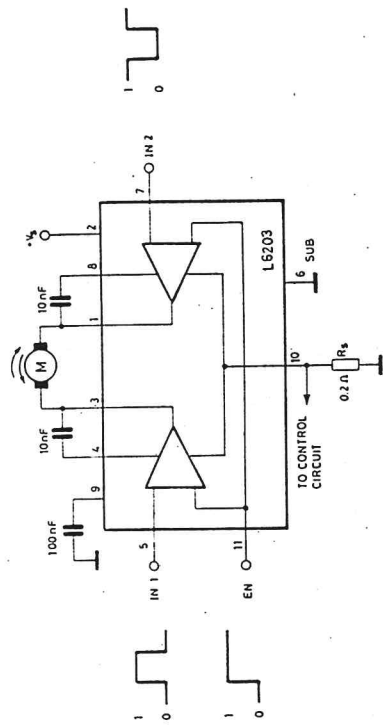 1
0
IN 2
7
+Vs
2
8
10nF
1
M
3
10nF
4
9
100nF
5
IN 1
11
EN
L6203
6 SUB
10
TO CONTROL
CIRCUIT
Rs
0.2 Ω
1
0
1
0